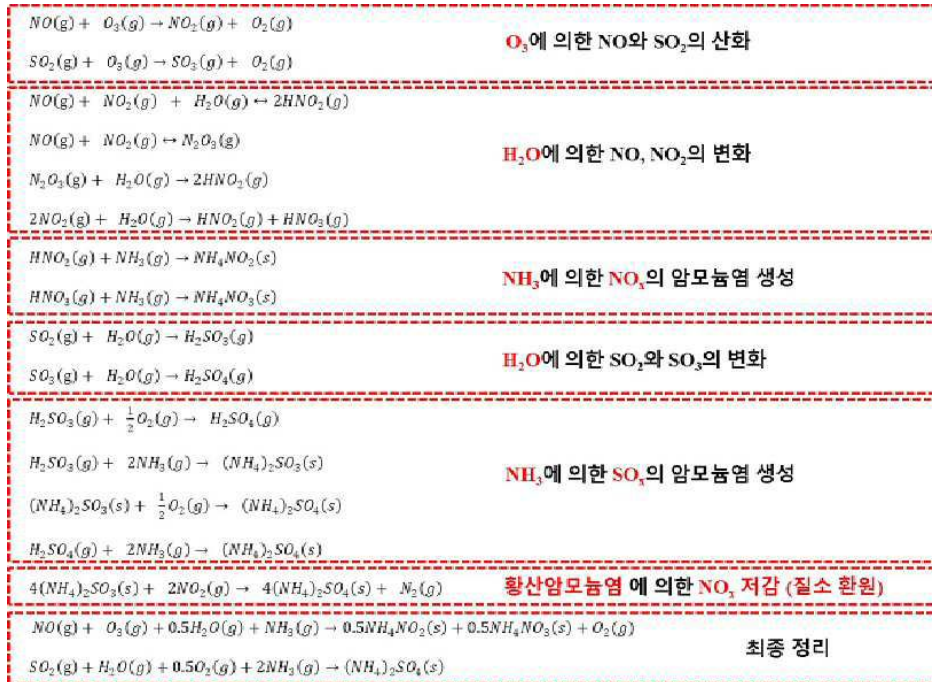 NO(g) + O₃(g) → NO₂(g) + O₂(g)
SO₂(g) + O₃(g) → SO₃(g) + O₂(g)
O₃에 의한 NO와 SO₂의 산화
NO(g) + NO₂(g) + H₂O(g) ↔ 2HNO₂(g)
NO(g) + NO₂(g) ↔ N₂O₃(g)
N₂O₃(g) + H₂O(g) → 2HNO₂(g)
2NO₂(g) + H₂O(g) → HNO₂(g) + HNO₃(g)
H₂O에 의한 NO, NO₂의 변화
HNO₂(g) + NH₃(g) → NH₄NO₂(s)
HNO₃(g) + NH₃(g) → NH₄NO₃(s)
NH₃에 의한 NOₓ의 암모늄염 생성
SO₂(g) + H₂O(g) → H₂SO₃(g)
SO₃(g) + H₂O(g) → H₂SO₄(g)
H₂O에 의한 SO₂와 SO₃의 변화
H₂SO₃(g) + ½O₂(g) → H₂SO₄(g)
H₂SO₃(g) + 2NH₃(g) → (NH₄)₂SO₃(s)
(NH₄)₂SO₃(s) + ½O₂(g) → (NH₄)₂SO₄(s)
H₂SO₄(g) + 2NH₃(g) → (NH₄)₂SO₄(s)
NH₃에 의한 SOₓ의 암모늄염 생성
4(NH₄)₂SO₃(s) + 2NO₂(g) → 4(NH₄)₂SO₄(s) + N₂(g)
황산암모늄염 에 의한 NOₓ 저감 (질소 환원)
NO(g) + O₃(g) + 0.5H₂O(g) + NH₃(g) → 0.5NH₄NO₂(s) + 0.5NH₄NO₃(s) + O₂(g)
SO₂(g) + H₂O(g) + 0.5O₂(g) + 2NH₃(g) → (NH₄)₂SO₄(s)
최종 정리